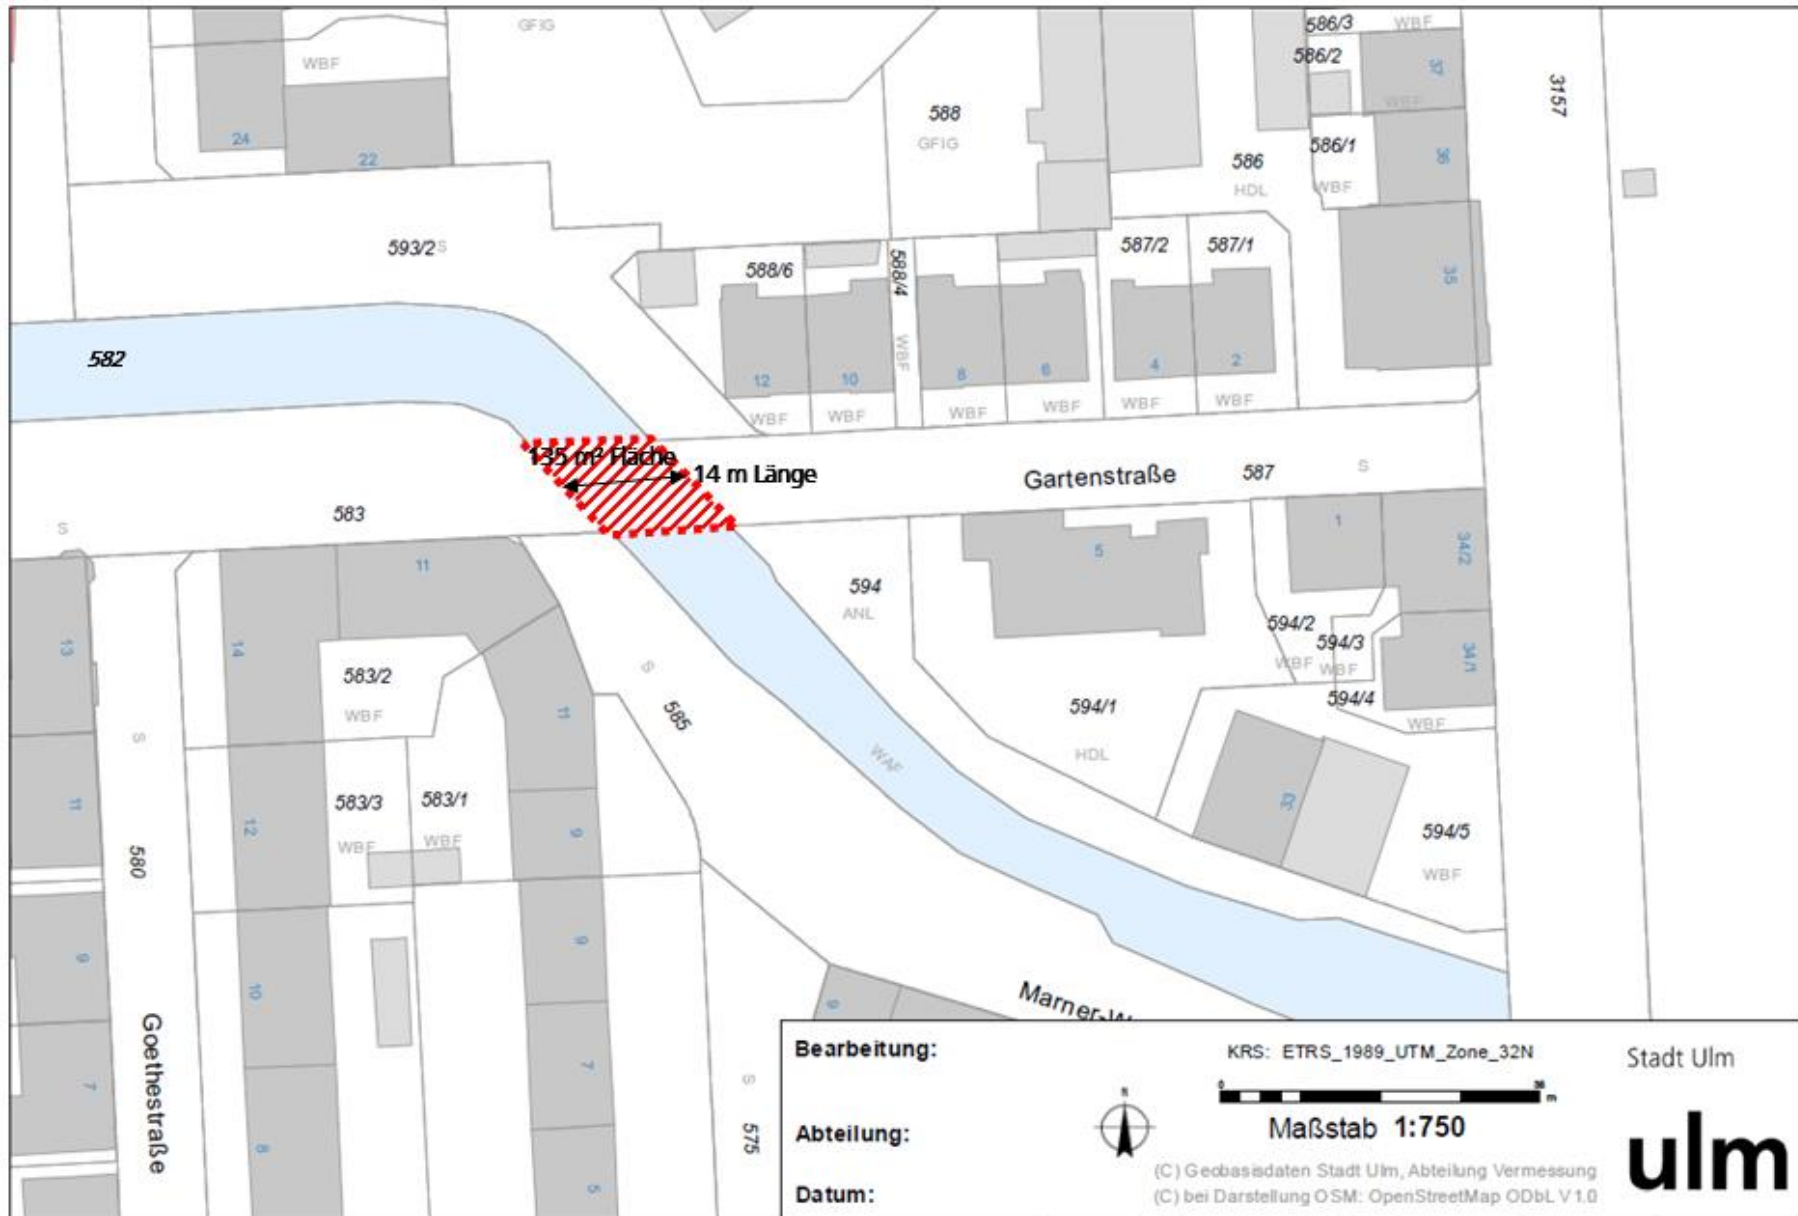 GFIG
586/3
WBF
WBF
586/2
37
WBF
3157
24
22
588
GFIG
586/1
36
586
HDL
WBF
593/2 S
588/6
588/4
587/2
587/1
35
582
WBF
12
10
8
6
4
2
WBF
WBF
WBF
WBF
WBF
WBF
135 m² Fläche
14 m Länge
Gartenstraße
587
S
583
S
11
5
1
34/2
594
ANL
13
14
594/2
594/3
WBF
WBF
34/1
583/2
WBF
S
585
11
594/1
HDL
594/4
WBF
S
WAF
11
12
583/3
583/1
WBF
WBF
9
33
594/5
WBF
580
9
10
9
9
Marner-W
Goethestraße
7
8
7
5
S
575
Bearbeitung:
KRS: ETRS_1989_UTM_Zone_32N
Stadt Ulm
N
0
m
Abteilung:
Maßstab 1:750
ulm
(C) Geobasisdaten Stadt Ulm, Abteilung Vermessung
Datum:
(C) bei Darstellung OSM: OpenStreetMap ODbL V 1.0